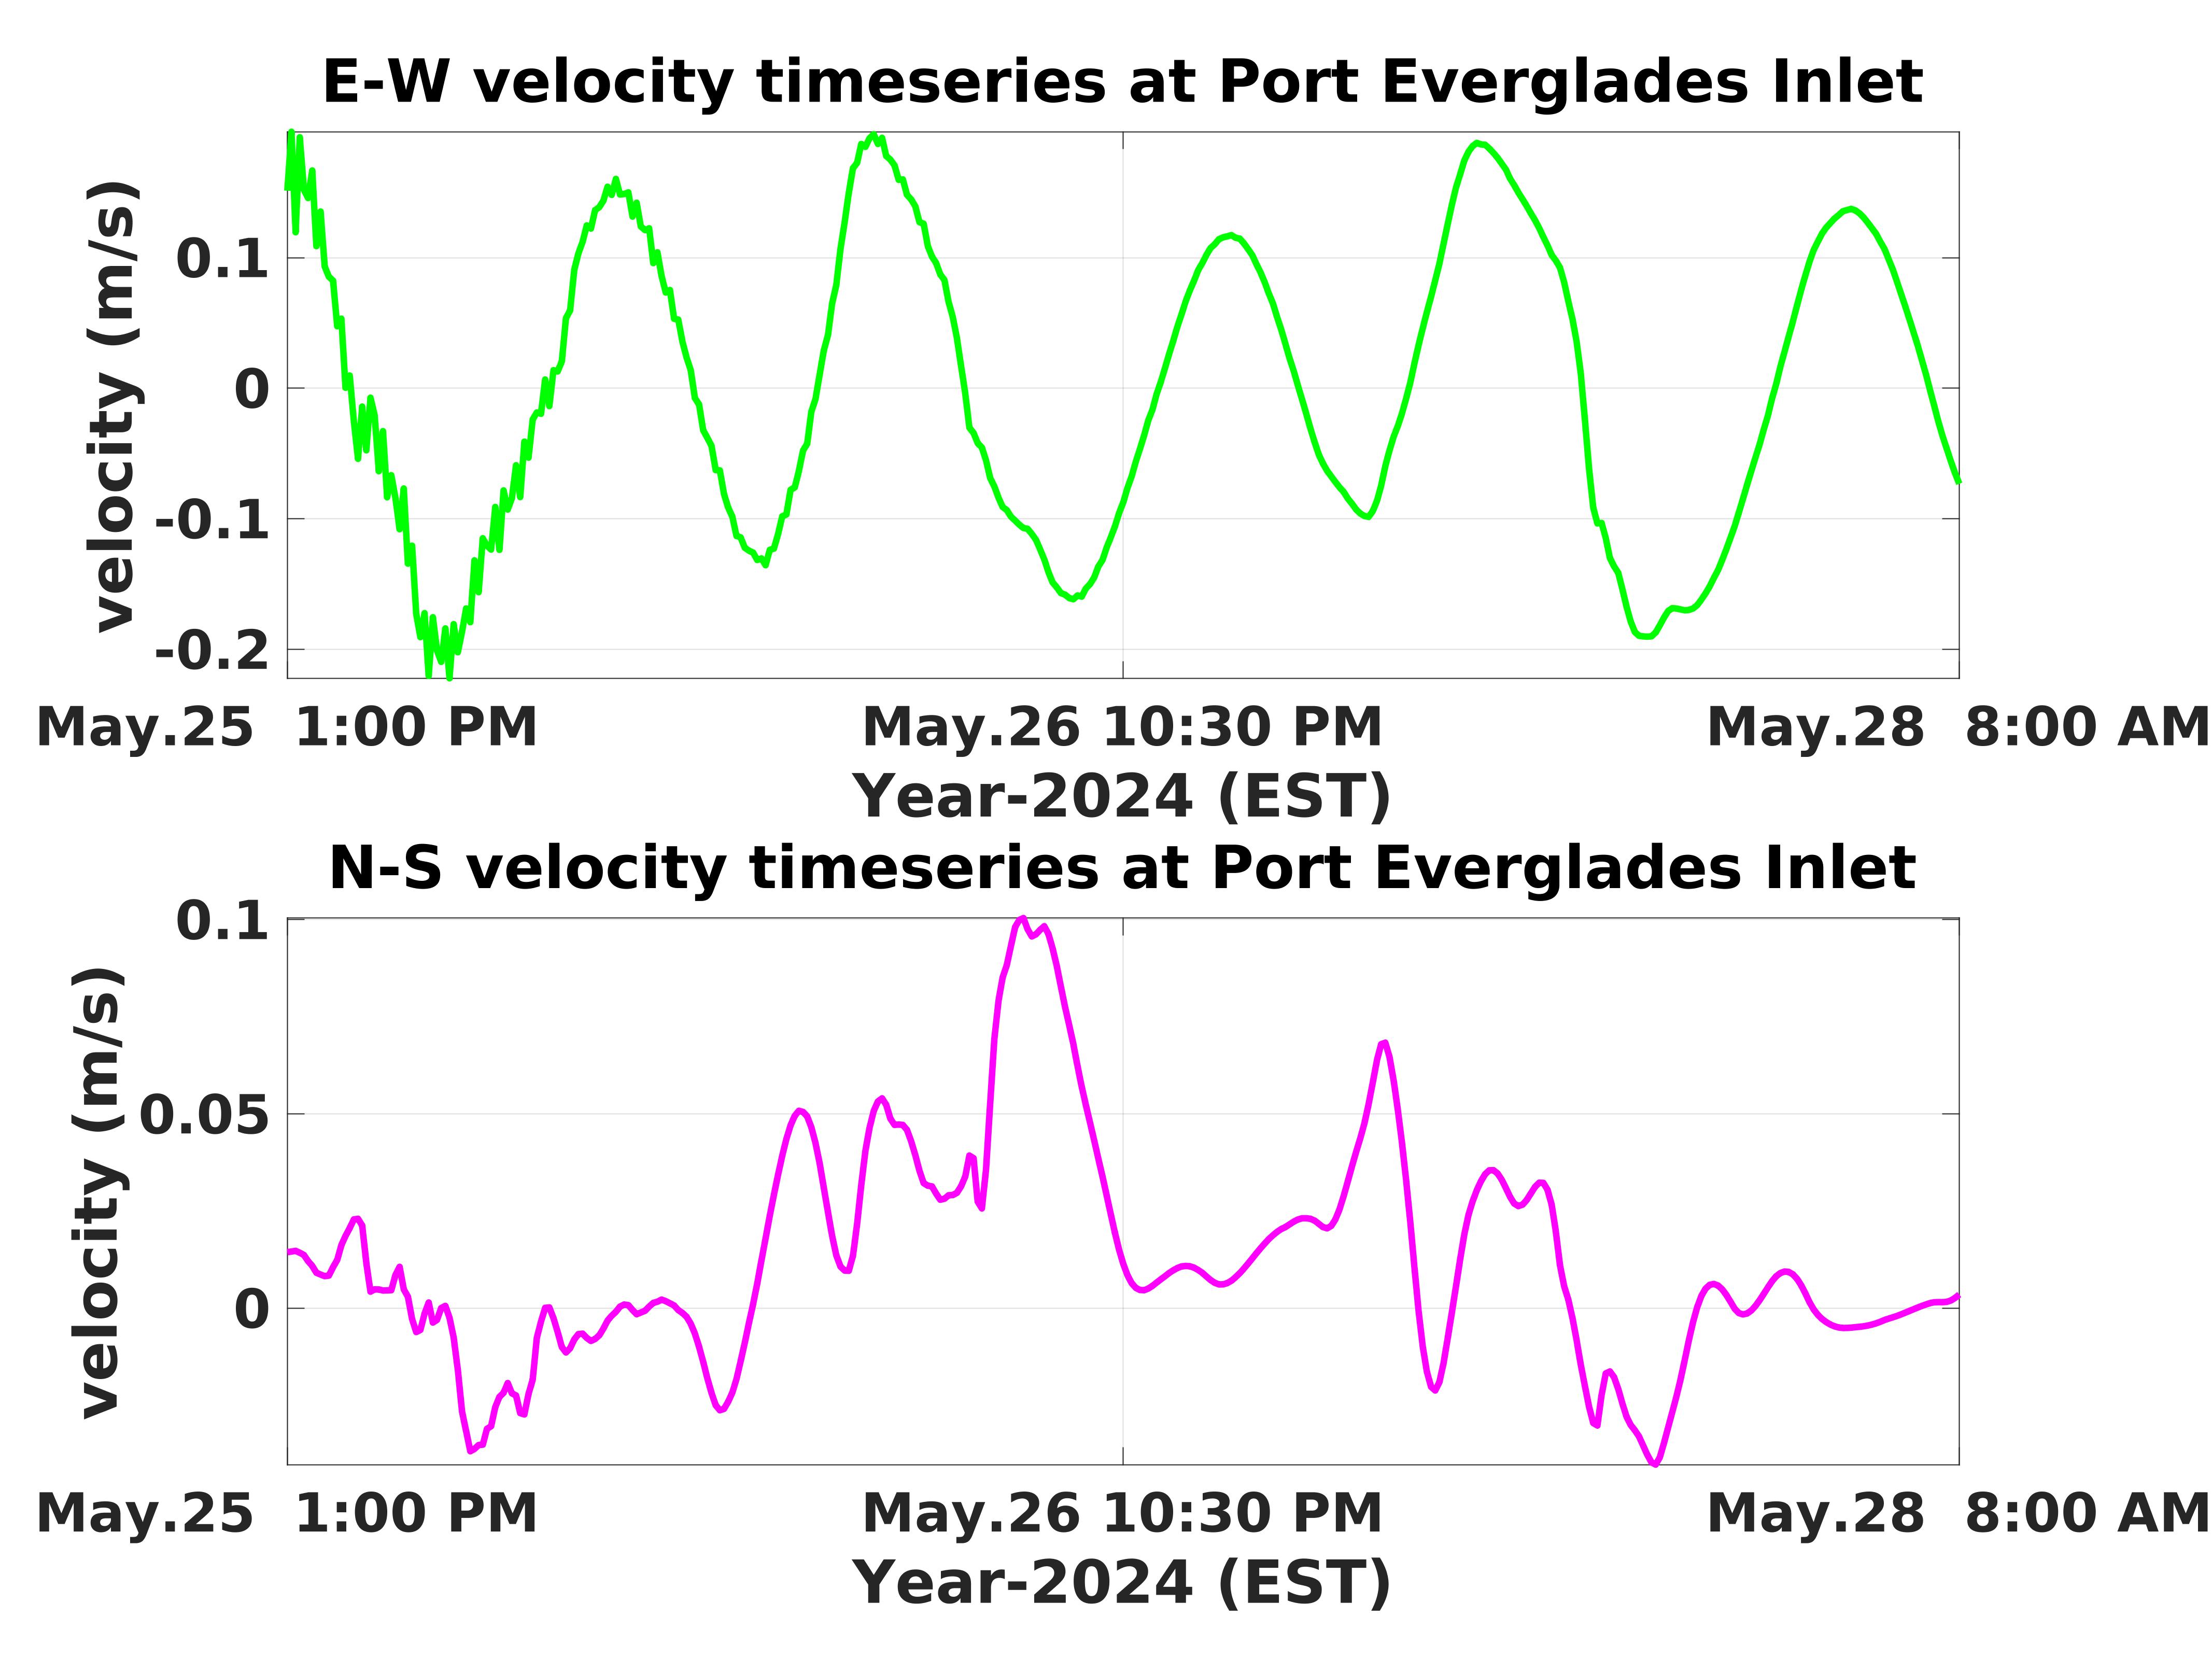 E-W velocity timeseries at Port Everglades Inlet
velocity (m/s)
0.1
0
-0.1
-0.2
May.25  1:00 PM
May.26 10:30 PM
May.28  8:00 AM
Year-2024 (EST)
N-S velocity timeseries at Port Everglades Inlet
velocity (m/s)
0.1
0.05
0
May.25  1:00 PM
May.26 10:30 PM
May.28  8:00 AM
Year-2024 (EST)